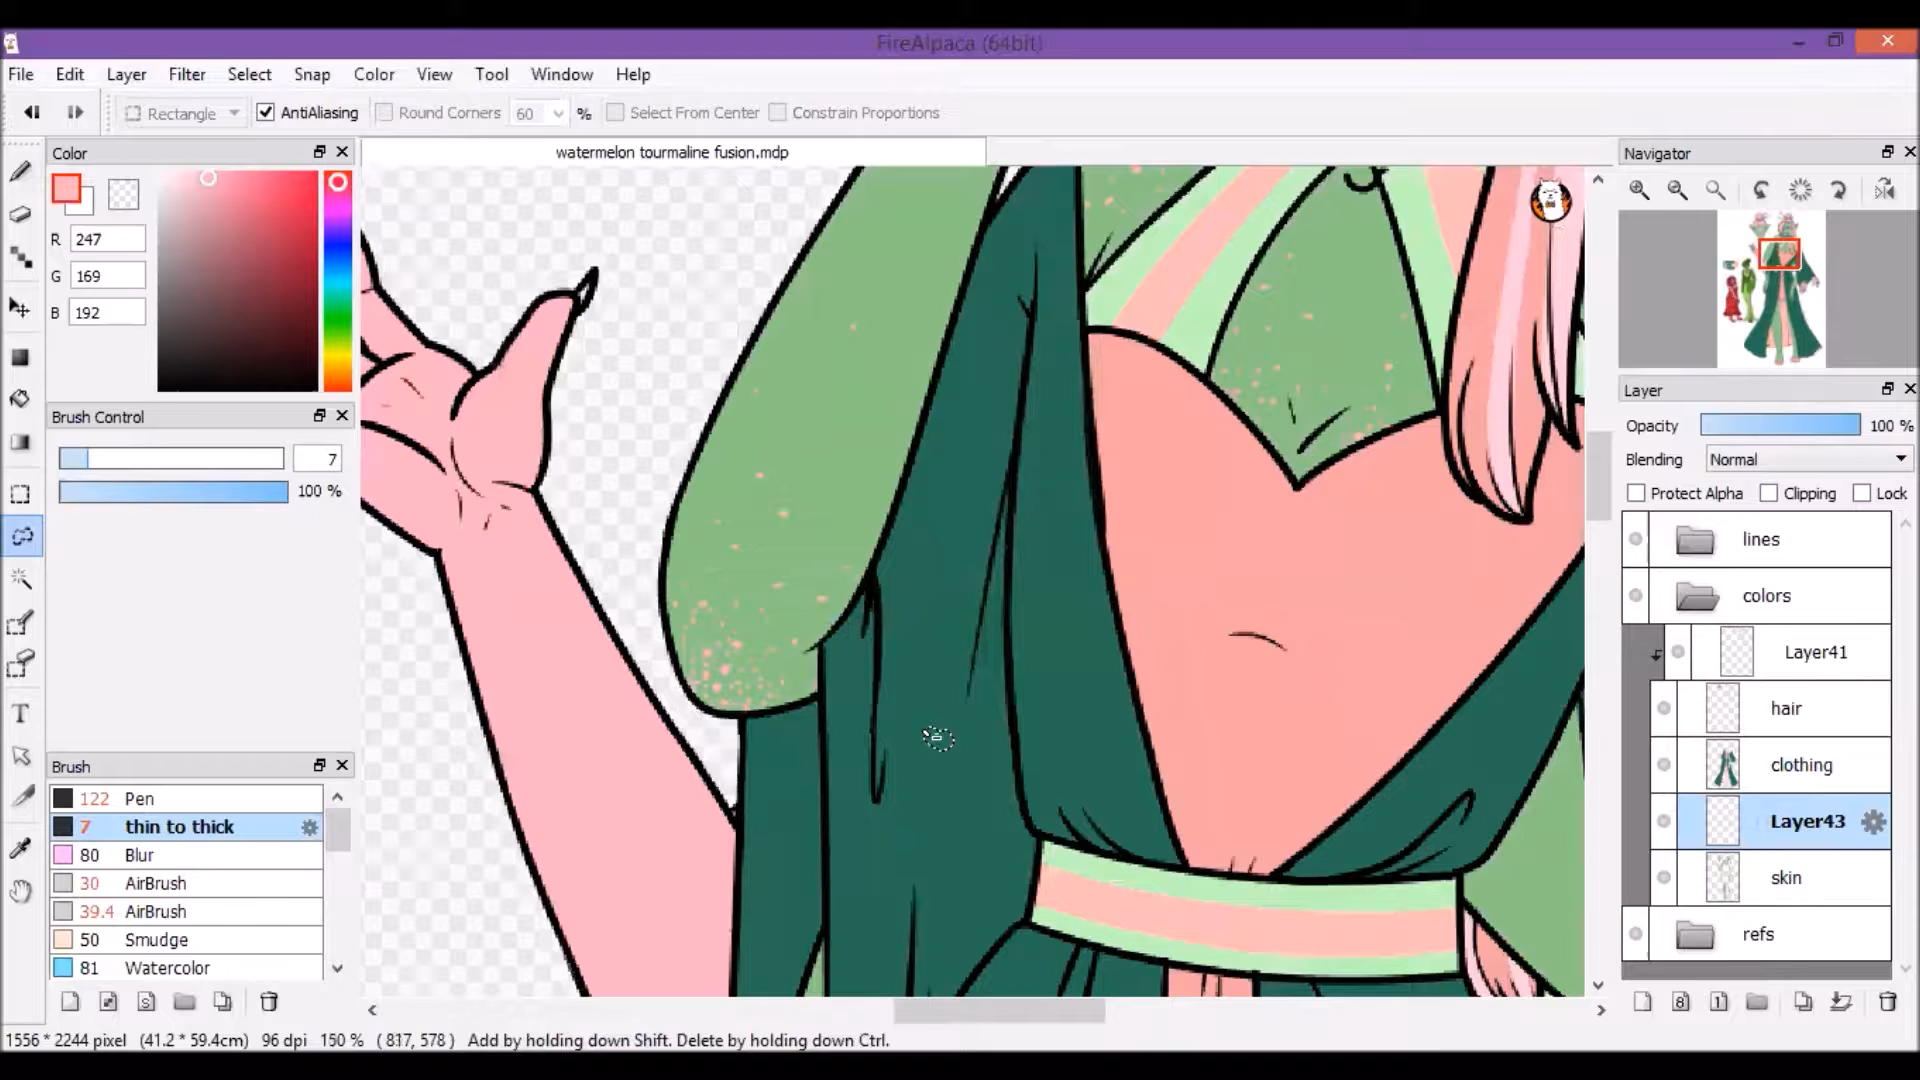 FireAlpaca (64bit)
File Edit Layer Filter Select Snap Color View Tool Window Help
Rectangle AntiAliasing Round Corners 60 % Select From Center Constrain Proportions
Color
R 247
G 169
B 192
Brush Control
7
100 %
Brush
122 Pen
7 thin to thick
80 Blur
30 AirBrush
39.4 AirBrush
50 Smudge
81 Watercolor
watermelon tourmaline fusion.mdp
Navigator
Layer
Opacity 100 %
Blending Normal
Protect Alpha Clipping Lock
lines
colors
Layer41
hair
clothing
Layer43
skin
refs
1556 * 2244 pixel (41.2 * 59.4cm) 96 dpi 150 % ( 817, 578 ) Add by holding down Shift. Delete by holding down Ctrl.